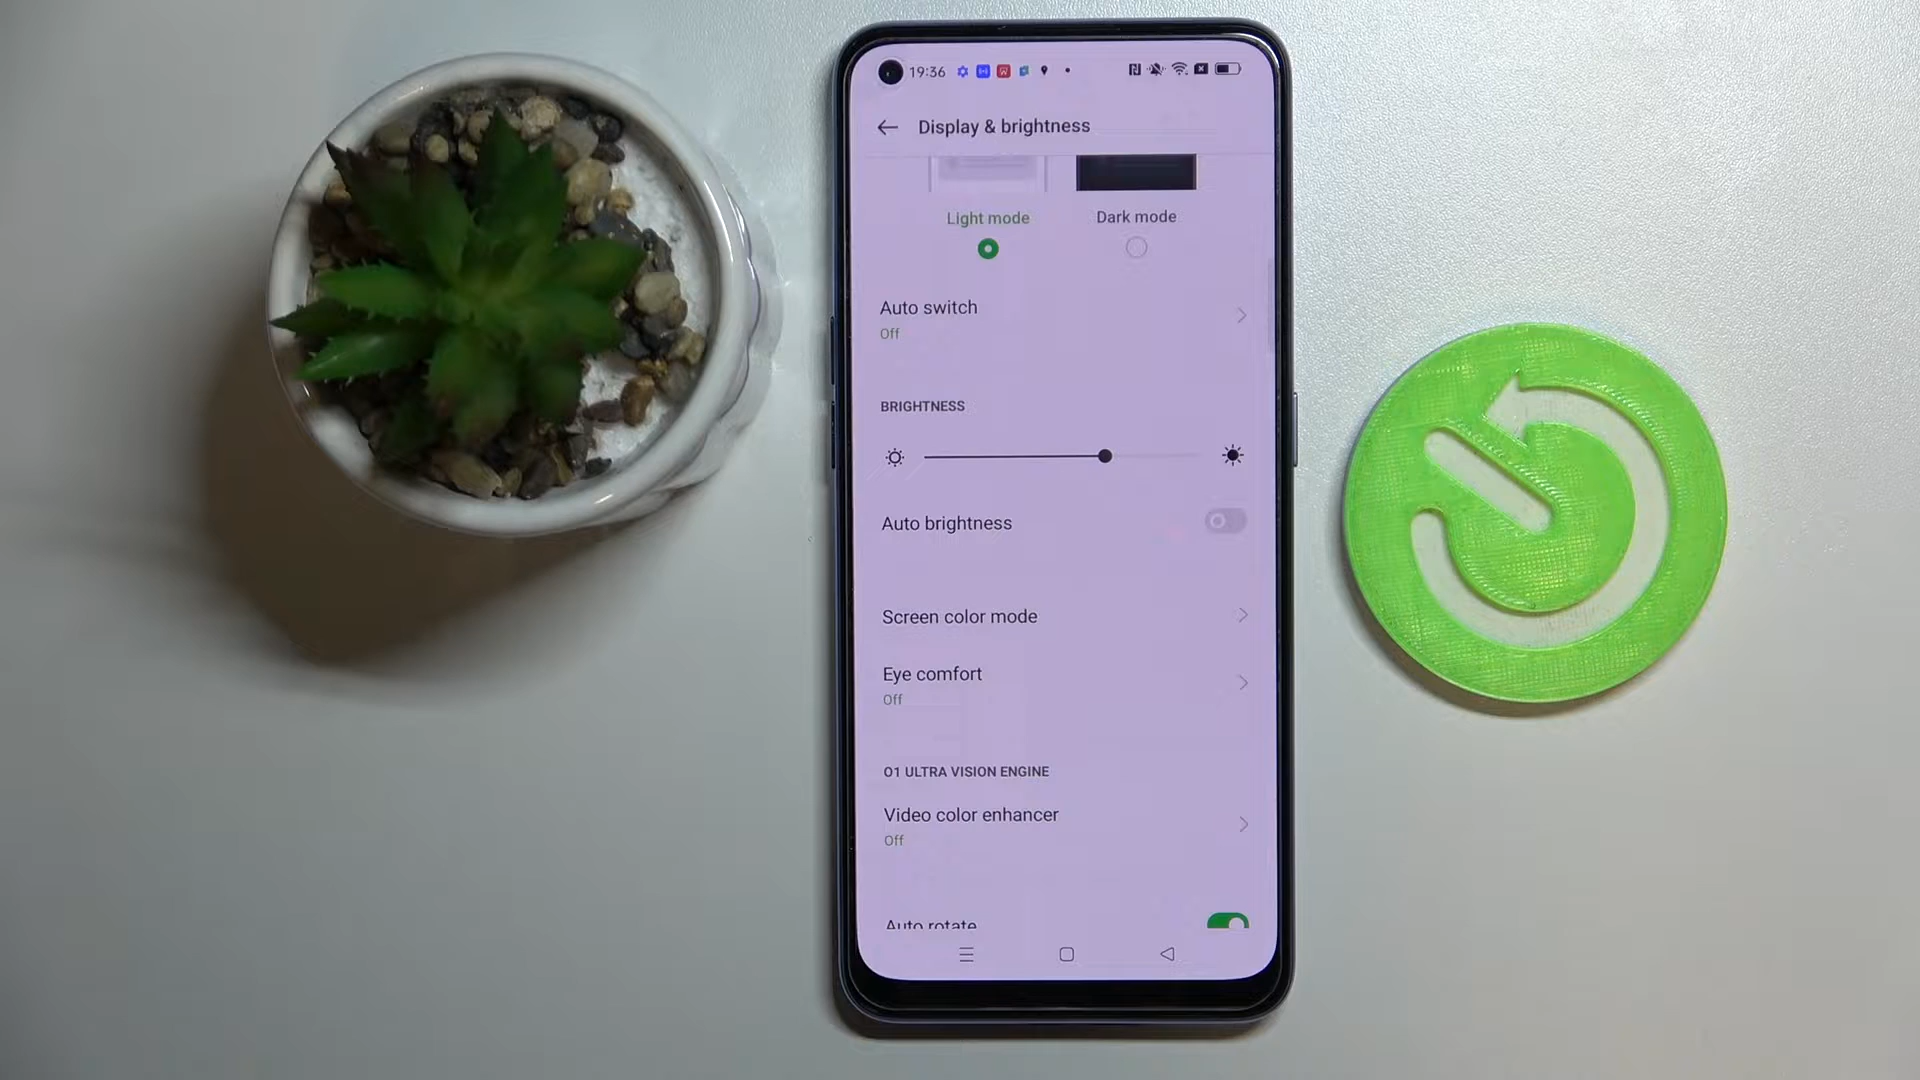 19:36
Display & brightness
Light mode
Dark mode
Auto switch
Off
BRIGHTNESS
Auto brightness
Screen color mode
Eye comfort
Off
O1 ULTRA VISION ENGINE
Video color enhancer
Off
Auto rotate